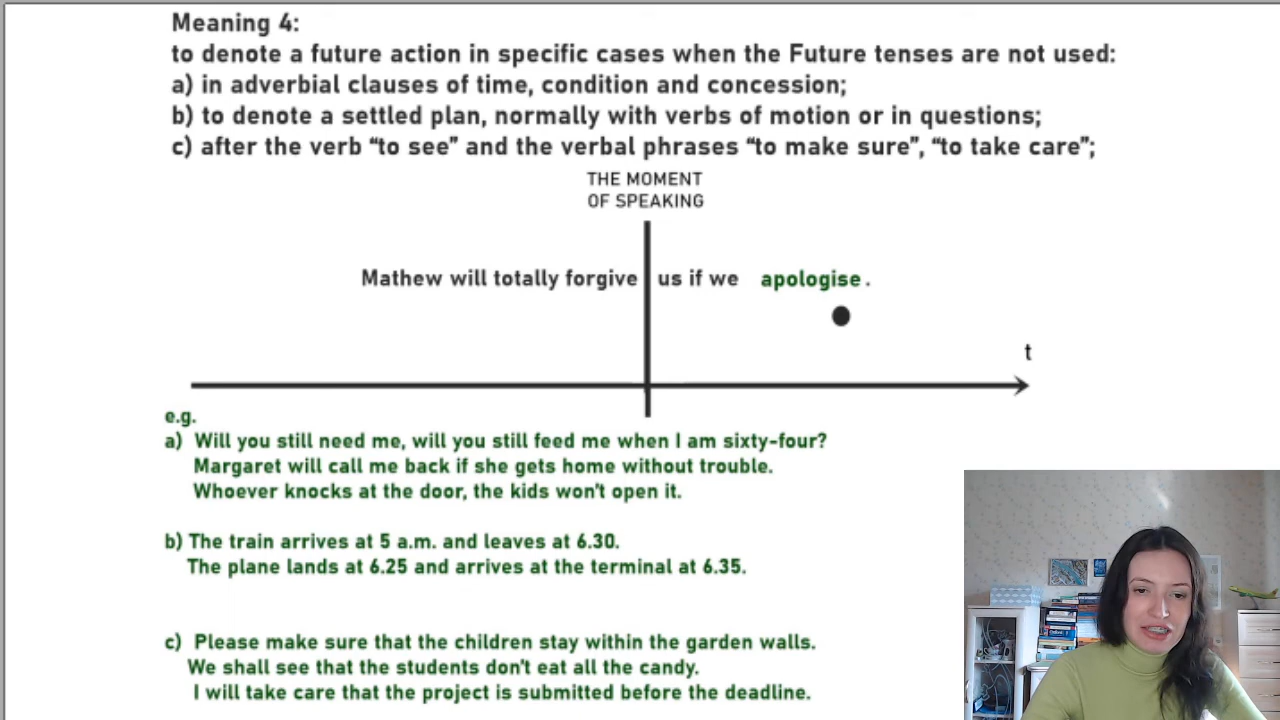 Meaning 4:
to denote a future action in specific cases when the Future tenses are not used:
a) in adverbial clauses of time, condition and concession;
b) to denote a settled plan, normally with verbs of motion or in questions;
c) after the verb “to see” and the verbal phrases “to make sure”, “to take care”;
THE MOMENT
OF SPEAKING
Mathew will totally forgive us if we apologise.
t
e.g.
a) Will you still need me, will you still feed me when I am sixty-four?
Margaret will call me back if she gets home without trouble.
Whoever knocks at the door, the kids won't open it.
b) The train arrives at 5 a.m. and leaves at 6.30.
The plane lands at 6.25 and arrives at the terminal at 6.35.
c) Please make sure that the children stay within the garden walls.
We shall see that the students don't eat all the candy.
I will take care that the project is submitted before the deadline.